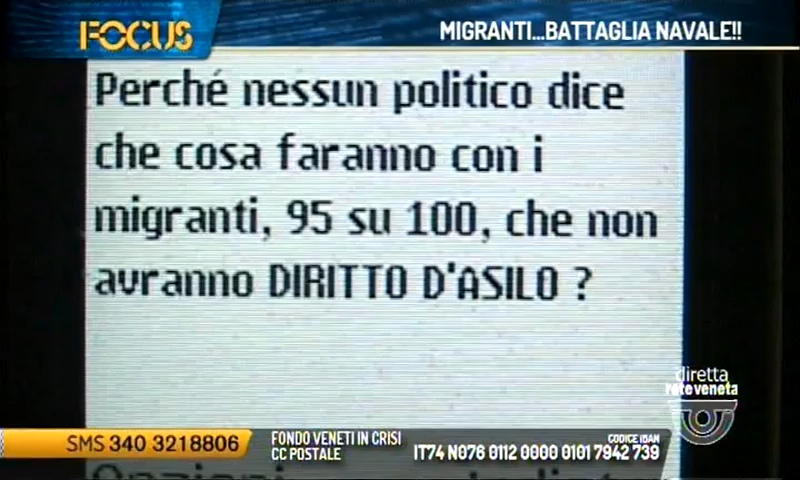 FOCUS
MIGRANTI...BATTAGLIA NAVALE!!
Perché nessun politico dice
che cosa faranno con i
migranti, 95 su 100, che non
avranno DIRITTO D'ASILO ?
diretta
reteveneta
SMS 340 3218806
FONDO VENETI IN CRISI
CC POSTALE
CODICE IBAN
IT74 N076 0112 0000 0101 7942 739
Opzioni